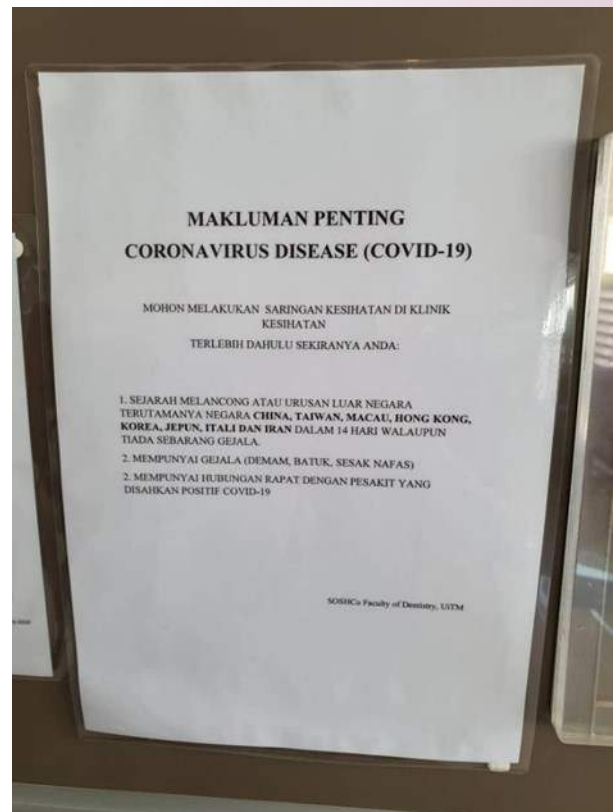 MAKLUMAN PENTING
CORONAVIRUS DISEASE (COVID-19)
MOHON MELAKUKAN SARINGAN KESIHATAN DI KLINIK
KESIHATAN
TERLEBIH DAHULU SEKIRANYA ANDA:
1. SEJARAH MELANCONG ATAU URUSAN LUAR NEGARA
TERUTAMANYA NEGARA CHINA, TAIWAN, MACAU, HONG KONG,
KOREA, JEPUN, ITALI DAN IRAN DALAM 14 HARI WALAUPUN
TIADA SEBARANG GEJALA.
2. MEMPUNYAI GEJALA (DEMAM, BATUK, SESAK NAFAS)
2. MEMPUNYAI HUBUNGAN RAPAT DENGAN PESAKIT YANG
DISAHKAN POSITIF COVID-19
SOSHCo Faculty of Dentistry, UiTM